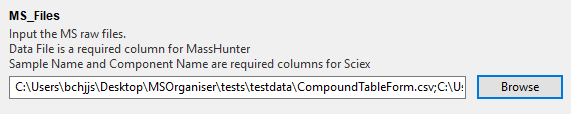 MS_Files
Input the MS raw files.
Data File is a required column for MassHunter
Sample Name and Component Name are required columns for Sciex
C:\Users\bchjjs\Desktop\MSOrganiser\tests\testdata\CompoundTableForm.csv;C:\Us Browse